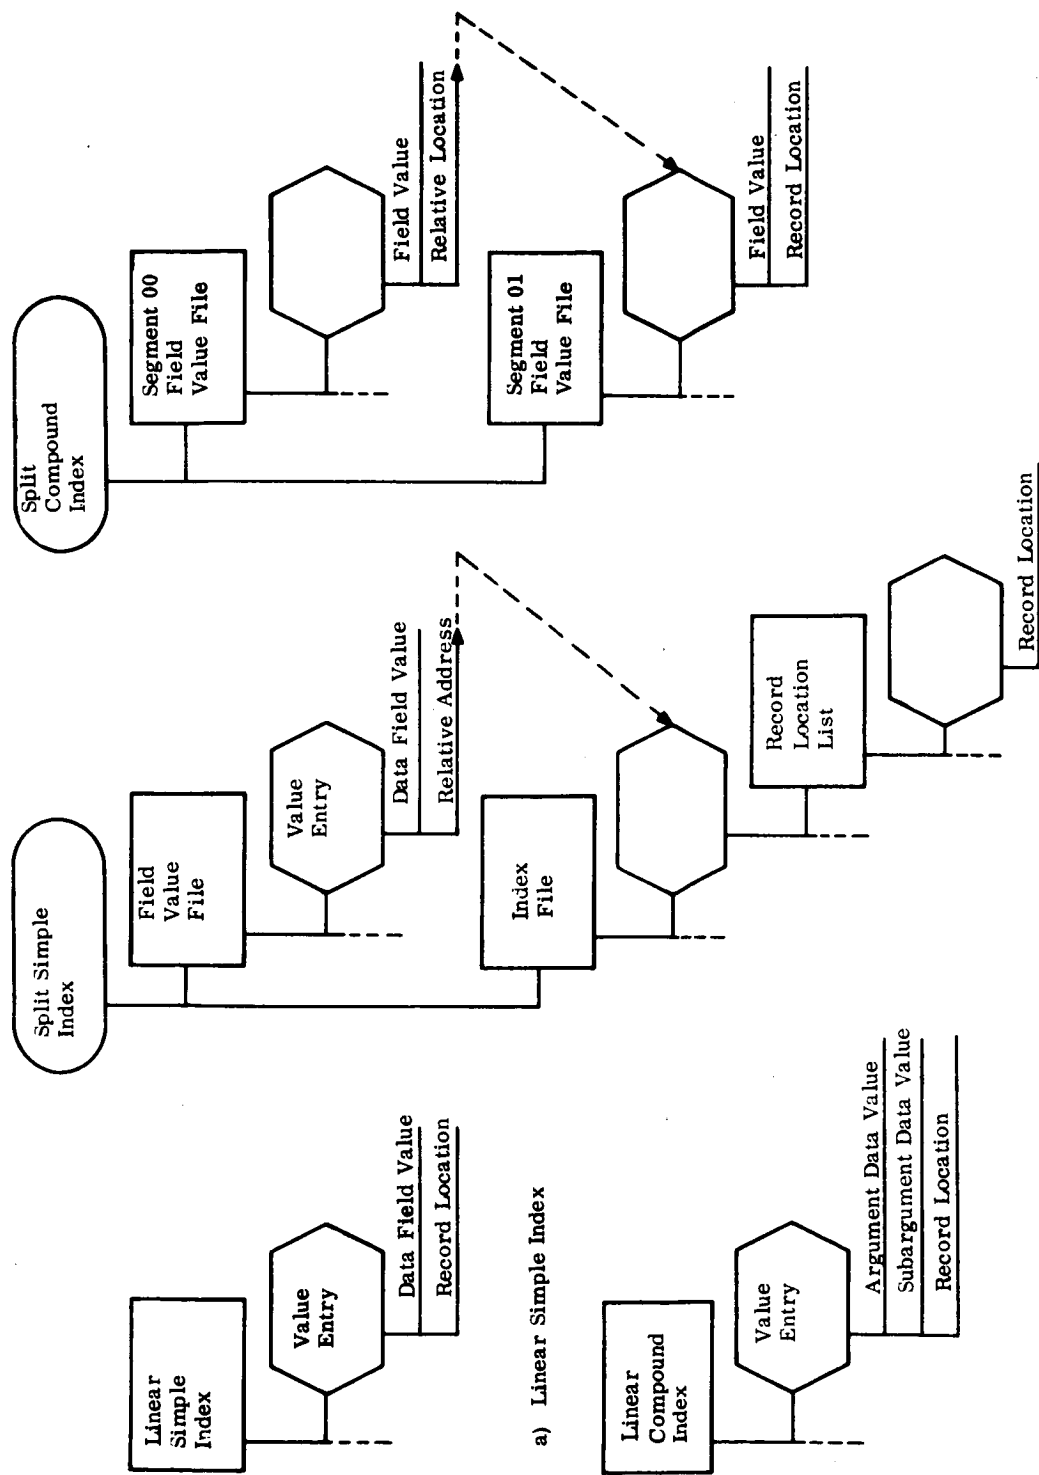 Linear
Simple
Index
Value
Entry
Data Field Value
Record Location
a) Linear Simple Index
Linear
Compound
Index
Value
Entry
Argument Data Value
Subargument Data Value
Record Location
Split Simple
Index
Field
Value
File
Value
Entry
Data Field Value
Relative Address
Index
File
Record
Location
List
Record Location
Split
Compound
Index
Segment 00
Field
Value File
Field Value
Relative Location
Segment 01
Field
Value File
Field Value
Record Location